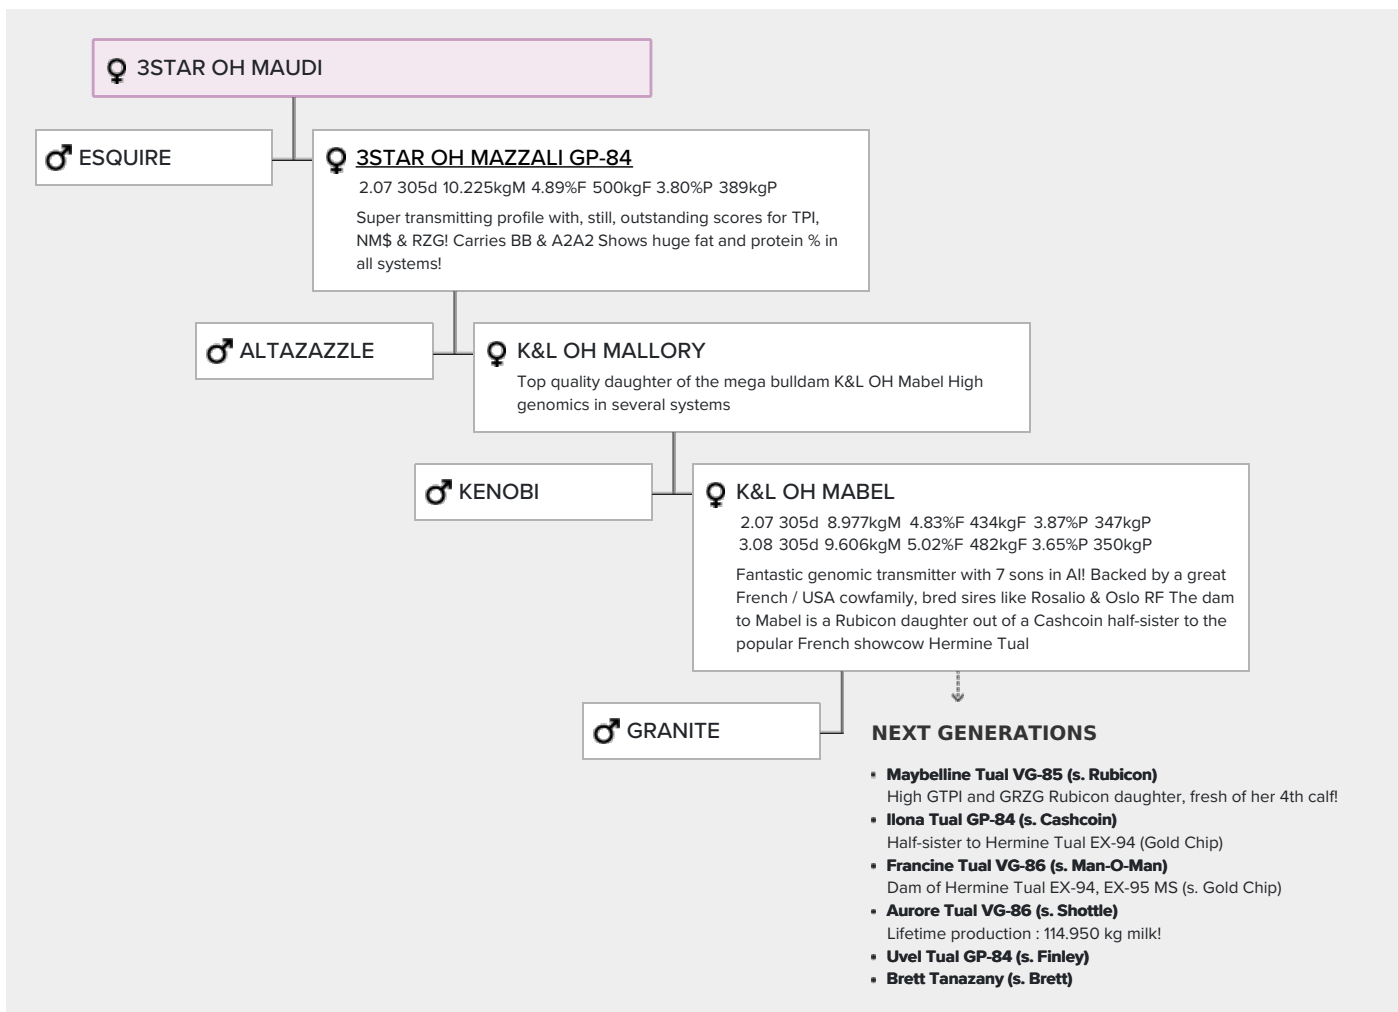 3STAR OH MAUDI
ESQUIRE
3STAR OH MAZZALI GP-84
2.07 305d 10.225kgM 4.89%F 500kgF 3.80%P 389kgP
Super transmitting profile with, still, outstanding scores for TPI,
NM$ & RZG! Carries BB & A2A2 Shows huge fat and protein % in
all systems!
ALTAZAZZLE
K&L OH MALLORY
Top quality daughter of the mega bulldam K&L OH Mabel High
genomics in several systems
KENOBI
K&L OH MABEL
2.07 305d 8.977kgM 4.83%F 434kgF 3.87%P 347kgP
3.08 305d 9.606kgM 5.02%F 482kgF 3.65%P 350kgP
Fantastic genomic transmitter with 7 sons in AI! Backed by a great
French / USA cowfamily, bred sires like Rosalio & Oslo RF The dam
to Mabel is a Rubicon daughter out of a Cashcoin half-sister to the
popular French showcow Hermine Tual
GRANITE
NEXT GENERATIONS
▪ Maybelline Tual VG-85 (s. Rubicon)
High GTPI and GRZG Rubicon daughter, fresh of her 4th calf!
▪ Ilona Tual GP-84 (s. Cashcoin)
Half-sister to Hermine Tual EX-94 (Gold Chip)
▪ Francine Tual VG-86 (s. Man-O-Man)
Dam of Hermine Tual EX-94, EX-95 MS (s. Gold Chip)
▪ Aurore Tual VG-86 (s. Shottle)
Lifetime production : 114.950 kg milk!
▪ Uvel Tual GP-84 (s. Finley)
▪ Brett Tanazany (s. Brett)